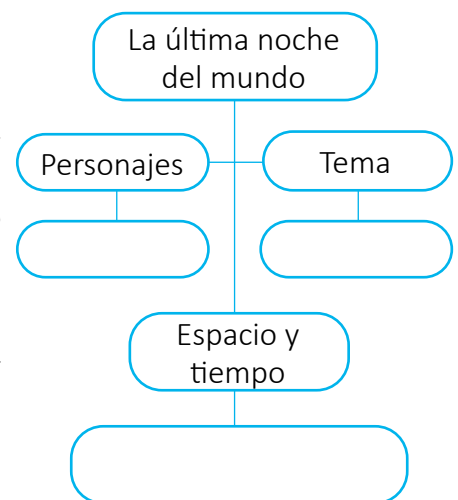 La última noche
del mundo
Personajes
Tema
Espacio y
tiempo